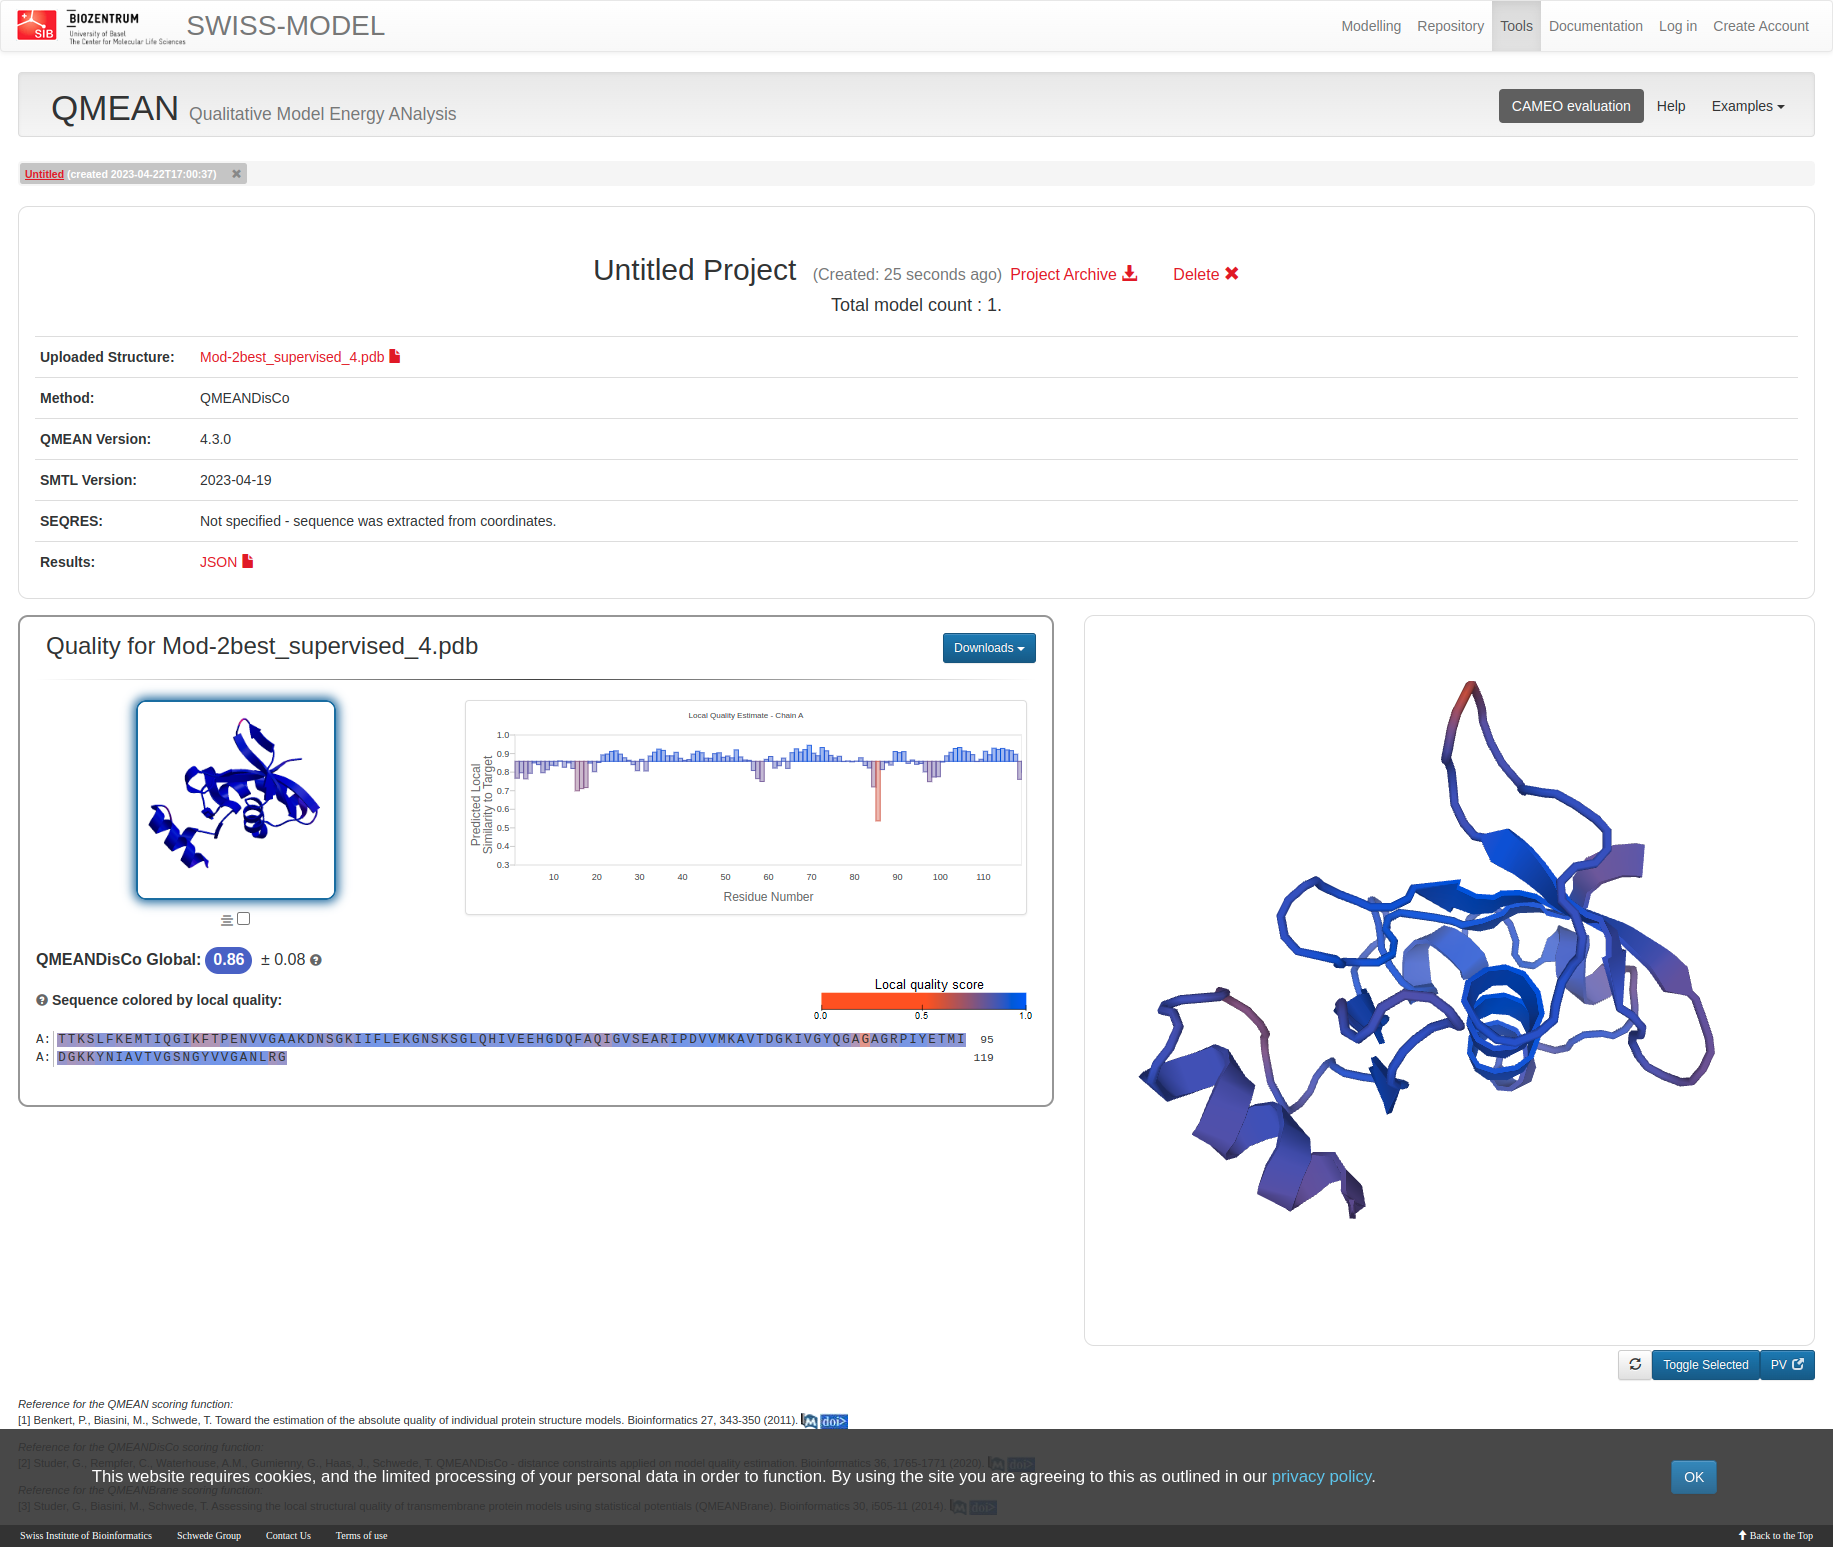 SIB
BIOZENTRUM
University of Basel
The Center for Molecular Life Sciences
SWISS-MODEL
Modelling Repository Tools Documentation Log in Create Account
QMEAN Qualitative Model Energy ANalysis
CAMEO evaluation Help Examples
Untitled (created 2023-04-22T17:00:37)
Untitled Project (Created: 25 seconds ago) Project Archive Delete
Total model count : 1.
Uploaded Structure: Mod-2best_supervised_4.pdb
Method: QMEANDisCo
QMEAN Version: 4.3.0
SMTL Version: 2023-04-19
SEQRES: Not specified - sequence was extracted from coordinates.
Results: JSON
Quality for Mod-2best_supervised_4.pdb
Downloads
Local Quality Estimate - Chain A
Predicted Local
Similarity to Target
1.0
0.9
0.8
0.7
0.6
0.5
0.4
0.3
10 20 30 40 50 60 70 80 90 100 110
Residue Number
QMEANDisCo Global: 0.86 ± 0.08
Sequence colored by local quality:
Local quality score
0.0 0.5 1.0
A: TTKSLFKEMTIQGIKFTPENVVGAAKDNSGKIIFLEKGNSKSGLQHIVEEHGDQFAQIGVSEARIPDVVMKAVTDGKIVGYQGAGAGRPIYETMI 95
A: DGKKYNIAVTVGSNGYVVGANLRG 119
Toggle Selected PV
Reference for the QMEAN scoring function:
[1] Benkert, P., Biasini, M., Schwede, T. Toward the estimation of the absolute quality of individual protein structure models. Bioinformatics 27, 343-350 (2011). M doi>
Reference for the QMEANDisCo scoring function:
[2] Studer, G., Rempfer, C., Waterhouse, A.M., Gumienny, G., Haas, J., Schwede, T. QMEANDisCo - distance constraints applied on model quality estimation. Bioinformatics 36, 1765-1771 (2020). M doi>
This website requires cookies, and the limited processing of your personal data in order to function. By using the site you are agreeing to this as outlined in our privacy policy.
OK
Reference for the QMEANBrane scoring function:
[3] Studer, G., Biasini, M., Schwede, T. Assessing the local structural quality of transmembrane protein models using statistical potentials (QMEANBrane). Bioinformatics 30, i505-11 (2014). M doi>
Swiss Institute of Bioinformatics Schwede Group Contact Us Terms of use Back to the Top